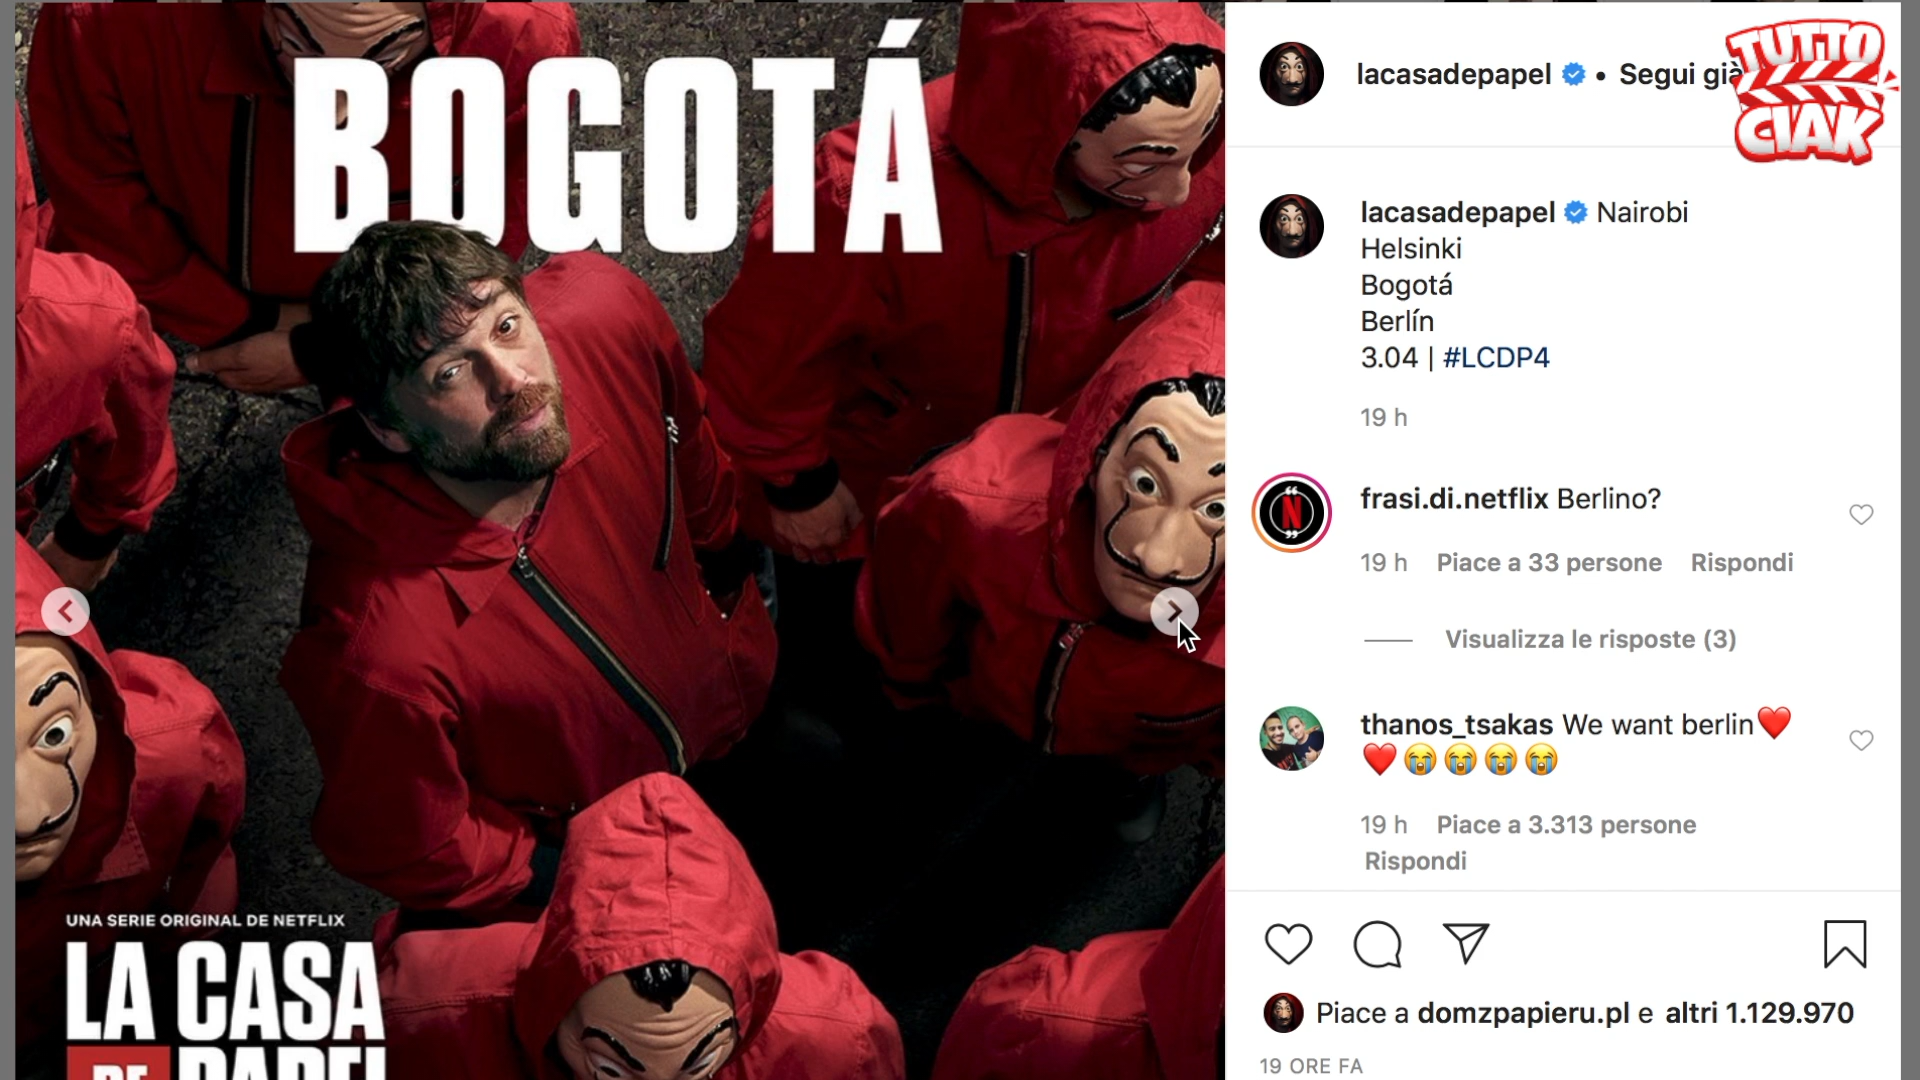 BOGOTÁ
UNA SERIE ORIGINAL DE NETFLIX
LA CASA
DE PAPEL
lacasadepapel • Segui già
TUTTO
CIAK
lacasadepapel Nairobi
Helsinki
Bogotá
Berlín
3.04 | #LCDP4
19 h
N
frasi.di.netflix Berlino?
19 h Piace a 33 persone Rispondi
Visualizza le risposte (3)
thanos_tsakas We want berlin❤️
❤️😭😭😭😭
19 h Piace a 3.313 persone
Rispondi
Piace a domzpapieru.pl e altri 1.129.970
19 ORE FA